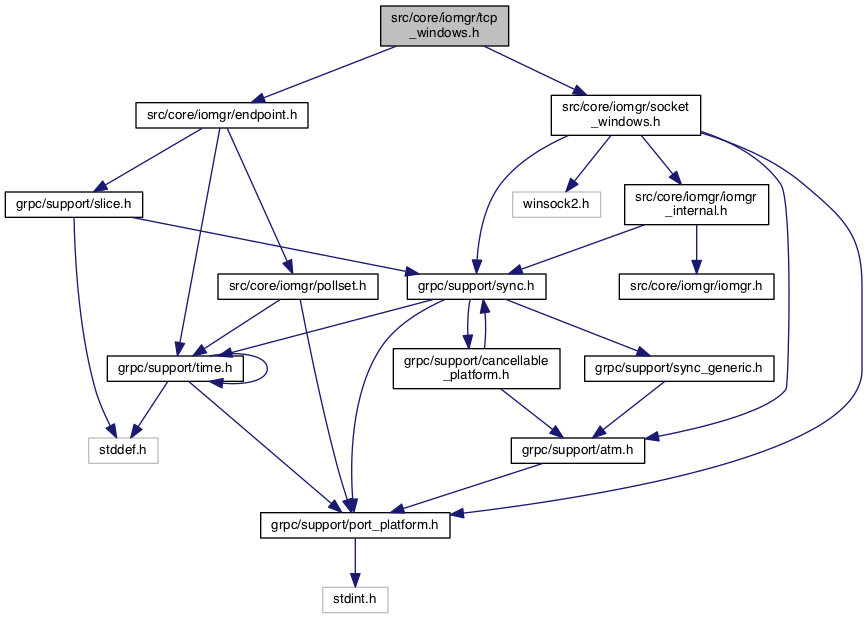 src/core/iomgr/tcp
_windows.h
src/core/iomgr/endpoint.h
src/core/iomgr/socket
_windows.h
grpc/support/slice.h
winsock2.h
src/core/iomgr/iomgr
_internal.h
src/core/iomgr/pollset.h
grpc/support/sync.h
src/core/iomgr/iomgr.h
grpc/support/time.h
grpc/support/cancellable
_platform.h
grpc/support/sync_generic.h
stddef.h
grpc/support/atm.h
grpc/support/port_platform.h
stdint.h